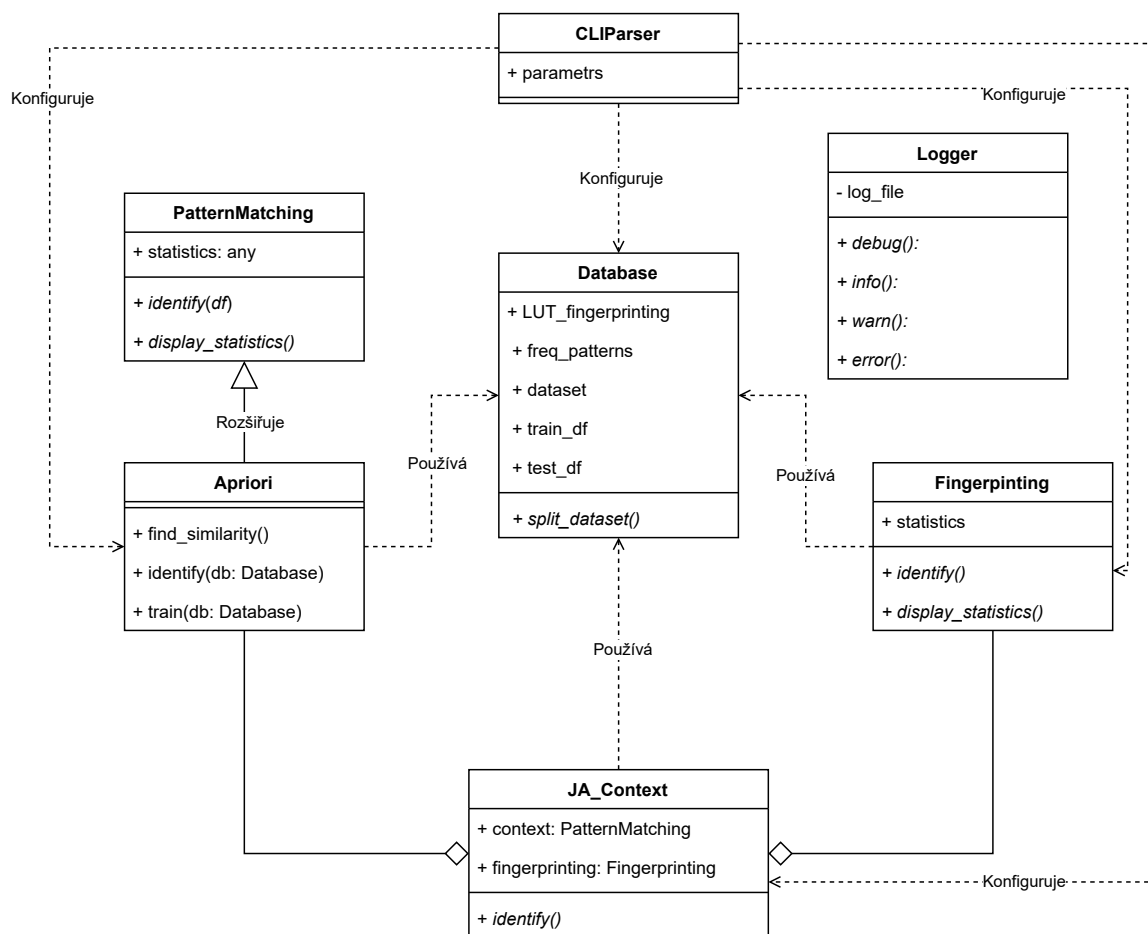 CLIParser
+ parametrs
Konfiguruje
Konfiguruje
Konfiguruje
Logger
- log_file
+ debug():
+ info():
+ warn():
+ error():
PatternMatching
+ statistics: any
+ identify(df)
+ display_statistics()
Database
+ LUT_fingerprinting
+ freq_patterns
+ dataset
+ train_df
+ test_df
+ split_dataset()
Rozšiřuje
Používá
Používá
Apriori
+ find_similarity()
+ identify(db: Database)
+ train(db: Database)
Fingerpinting
+ statistics
+ identify()
+ display_statistics()
Používá
JA_Context
+ context: PatternMatching
+ fingerprinting: Fingerprinting
+ identify()
Konfiguruje